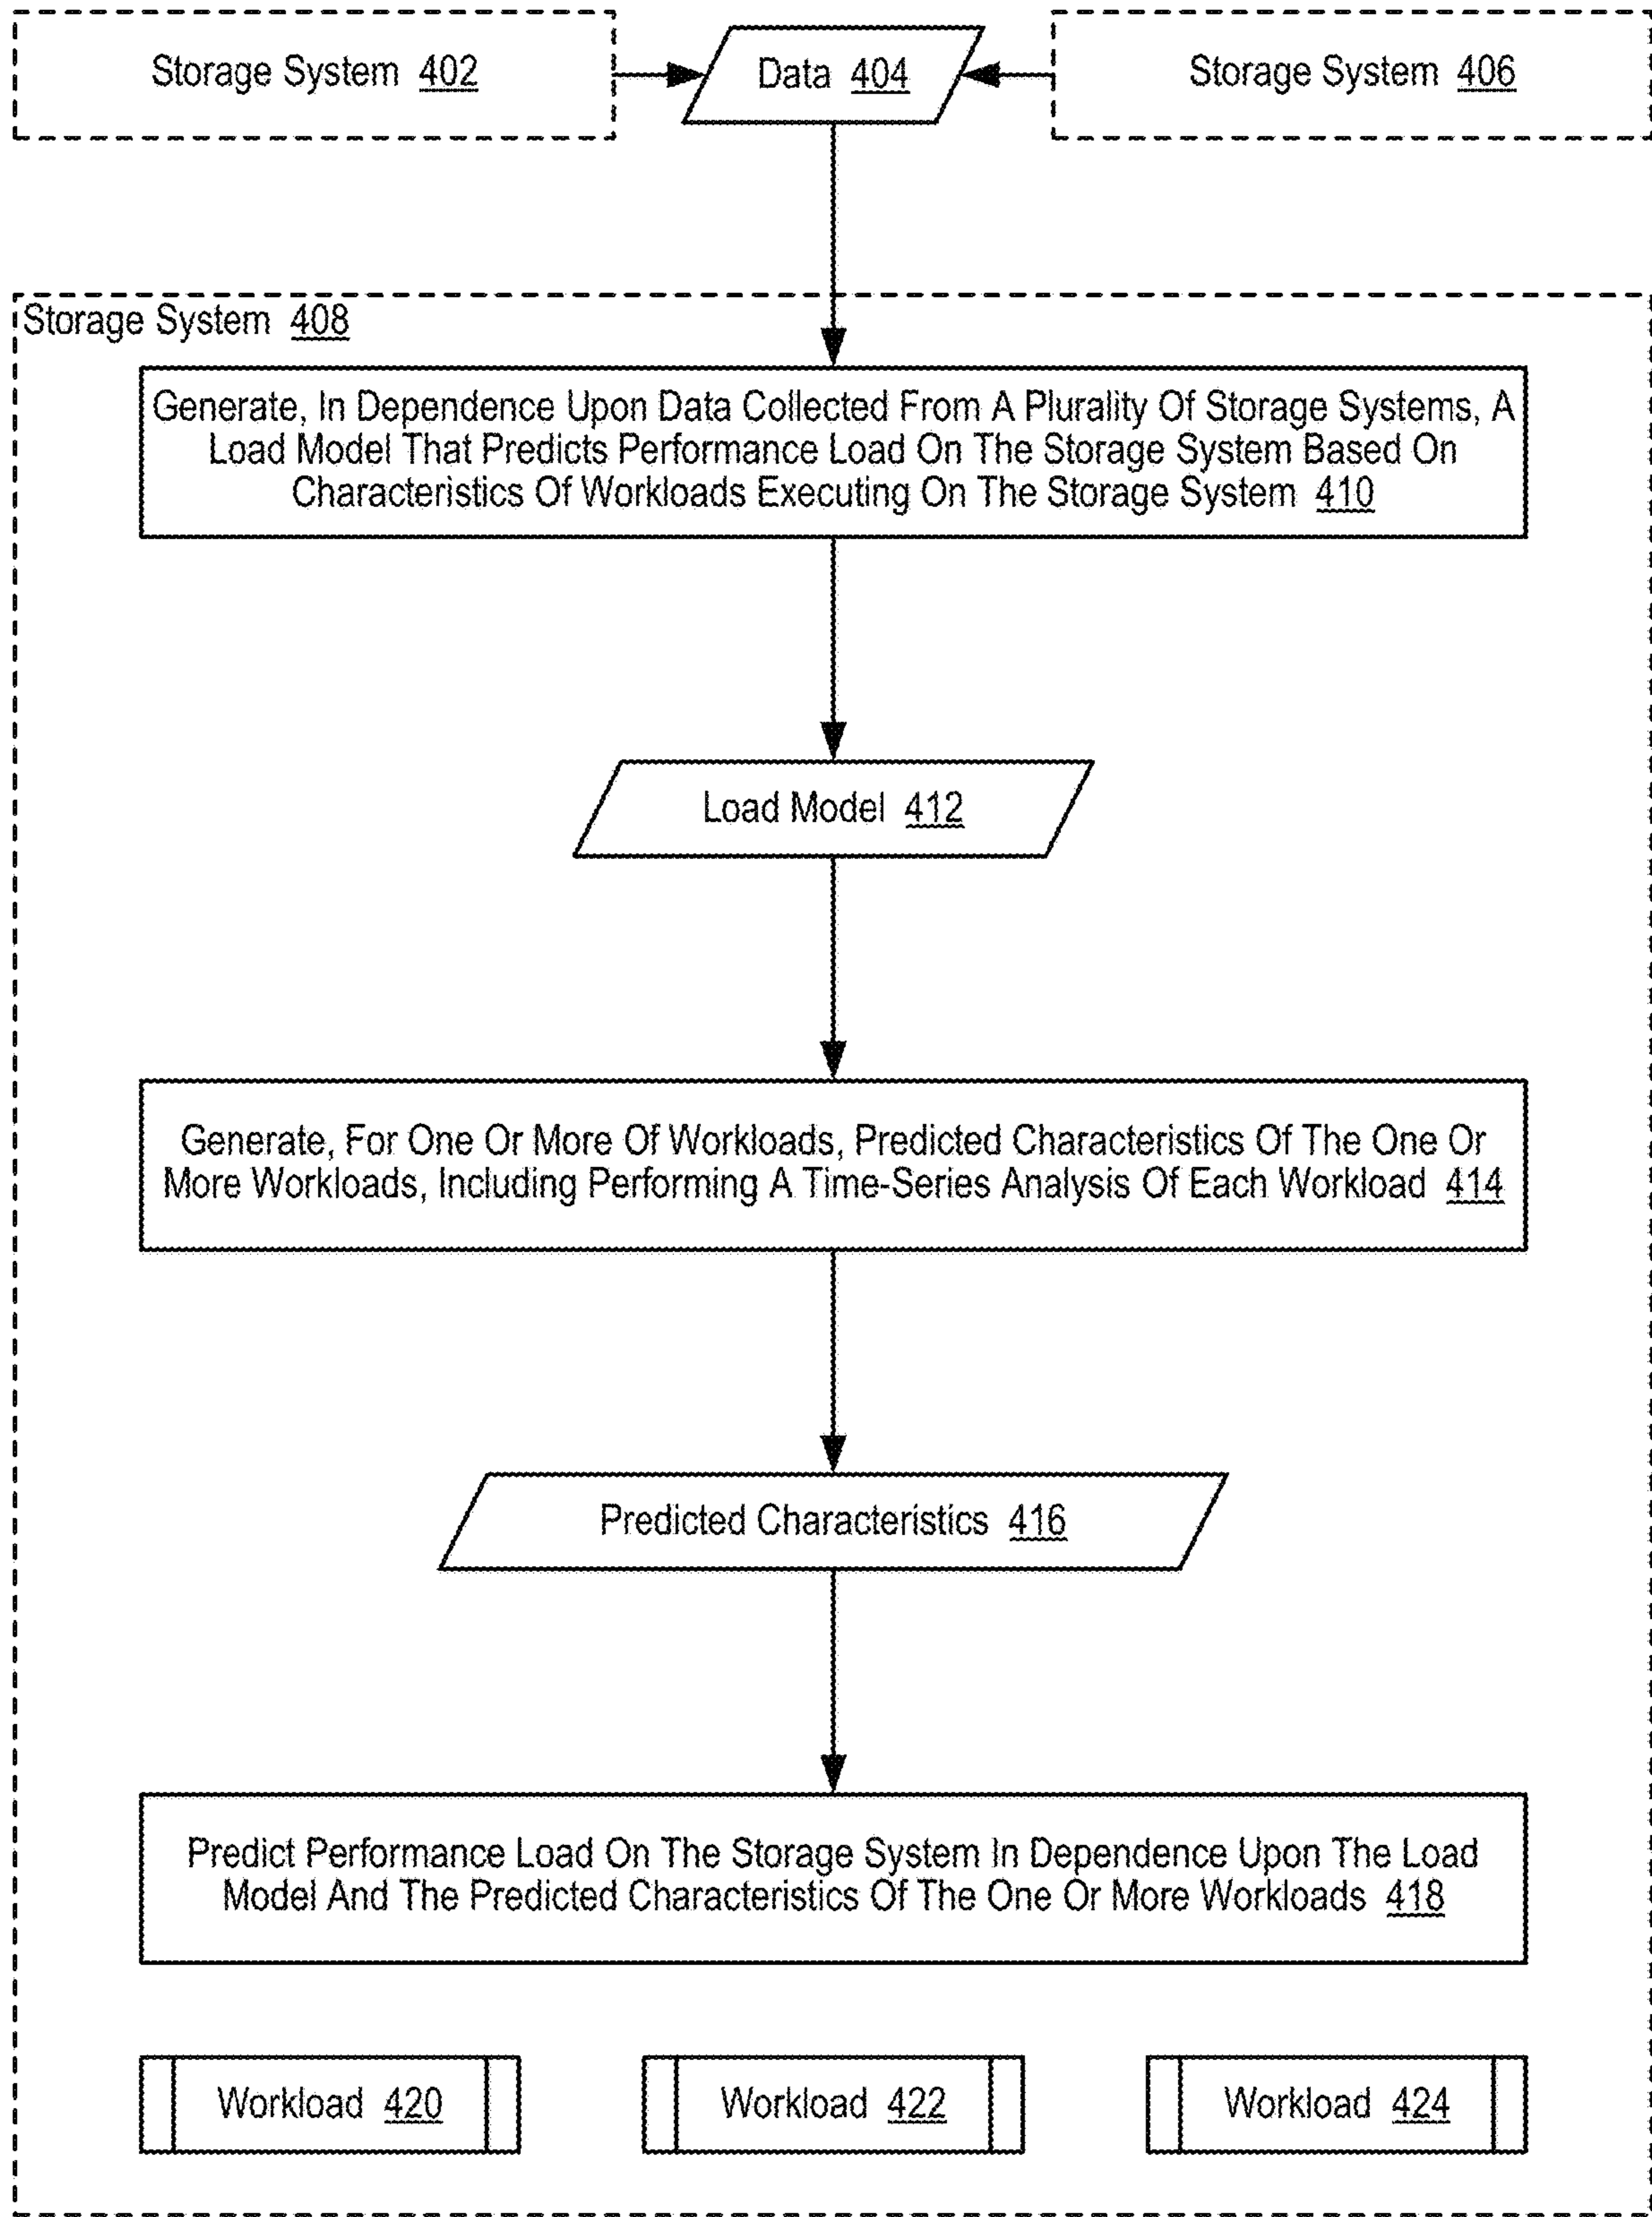 Storage System 402
Data 404
Storage System 406
Storage System 408
Generate, In Dependence Upon Data Collected From A Plurality Of Storage Systems, A
Load Model That Predicts Performance Load On The Storage System Based On
Characteristics Of Workloads Executing On The Storage System 410
Load Model 412
Generate, For One Or More Of Workloads, Predicted Characteristics Of The One Or
More Workloads, Including Performing A Time-Series Analysis Of Each Workload 414
Predicted Characteristics 416
Predict Performance Load On The Storage System In Dependence Upon The Load
Model And The Predicted Characteristics Of The One Or More Workloads 418
Workload 420
Workload 422
Workload 424